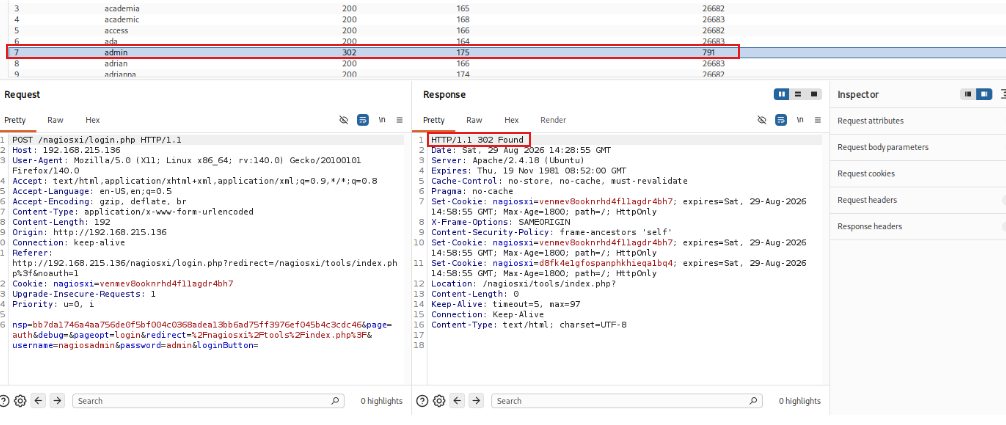 3 academia 200 165 26682
4 academic 200 168 26683
5 access 200 166 26682
6 ada 200 164 26683
7 admin 302 175 791
8 adrian 200 166 26683
9 adrianna 200 174 26682
Request
Pretty Raw Hex
\n
1 POST /nagiosxi/login.php HTTP/1.1
2 Host: 192.168.215.136
3 User-Agent: Mozilla/5.0 (X11; Linux x86_64; rv:140.0) Gecko/20100101
Firefox/140.0
4 Accept: text/html,application/xhtml+xml,application/xml;q=0.9,*/*;q=0.8
5 Accept-Language: en-US,en;q=0.5
6 Accept-Encoding: gzip, deflate, br
7 Content-Type: application/x-www-form-urlencoded
8 Content-Length: 192
9 Origin: http://192.168.215.136
0 Connection: keep-alive
1 Referer:
http://192.168.215.136/nagiosxi/login.php?redirect=/nagiosxi/tools/index.ph
p%3f&noauth=1
2 Cookie: nagiosxi=venmev8ooknrhd4f11agdr4bh7
3 Upgrade-Insecure-Requests: 1
4 Priority: u=0, i
5
6 nsp=bb7da1746a4aa756de0f5bf004c0368adea13bb6ad75ff3976ef045b4c3cdc46&page=
auth&debug=&pageopt=login&redirect=%2Fnagiosxi%2Ftools%2Findex.php%3F&
username=nagiosadmin&password=admin&loginButton=
Search
0 highlights
Response
Pretty Raw Hex Render
\n
1 HTTP/1.1 302 Found
2 Date: Sat, 29 Aug 2026 14:28:55 GMT
3 Server: Apache/2.4.18 (Ubuntu)
4 Expires: Thu, 19 Nov 1981 08:52:00 GMT
5 Cache-Control: no-store, no-cache, must-revalidate
6 Pragma: no-cache
7 Set-Cookie: nagiosxi=venmev8ooknrhd4f11agdr4bh7; expires=Sat, 29-Aug-2026
14:58:55 GMT; Max-Age=1800; path=/; HttpOnly
8 X-Frame-Options: SAMEORIGIN
9 Content-Security-Policy: frame-ancestors 'self'
10 Set-Cookie: nagiosxi=venmev8ooknrhd4f11agdr4bh7; expires=Sat, 29-Aug-2026
14:58:55 GMT; Max-Age=1800; path=/; HttpOnly
11 Set-Cookie: nagiosxi=d8fk4e1gfospanphkhieqa1bq4; expires=Sat, 29-Aug-2026
14:58:55 GMT; Max-Age=1800; path=/; HttpOnly
12 Location: /nagiosxi/tools/index.php?
13 Content-Length: 0
14 Keep-Alive: timeout=5, max=97
15 Connection: Keep-Alive
16 Content-Type: text/html; charset=UTF-8
17
18
Search
0 highlights
Inspector
Request attributes
Request body parameters
Request cookies
Request headers
Response headers